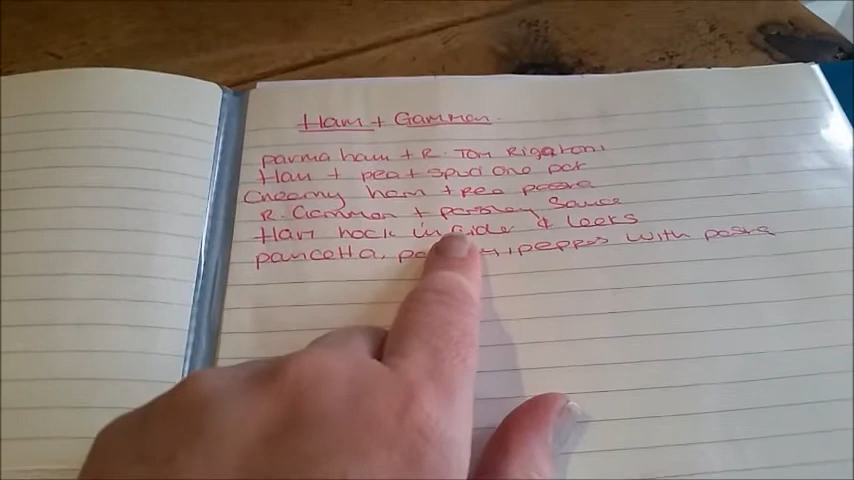 Ham + Gammon
parma ham + R. Tom Rigatoni
Ham + pea + spud one pot
Creamy ham + pea pasta
R. Gammon + parsley sauce
Ham hock in Cider & leeks
pancetta, peppers with pasta